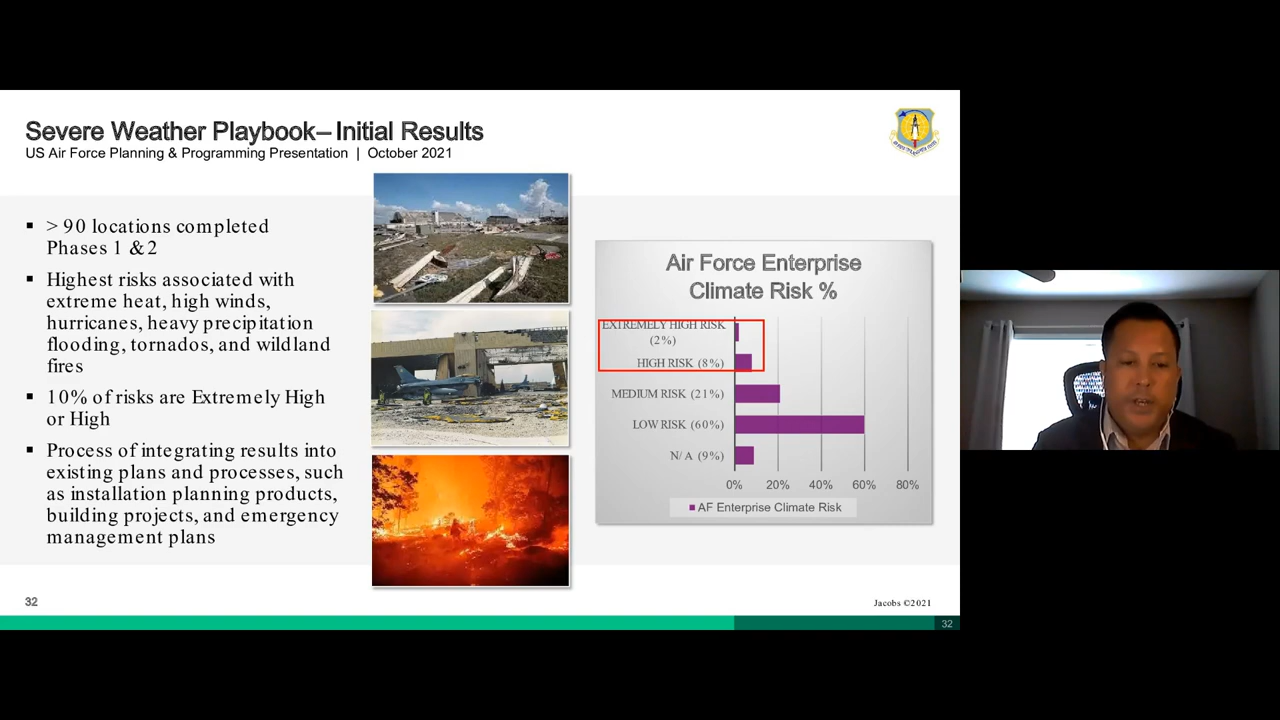 Severe Weather Playbook– Initial Results
US Air Force Planning & Programming Presentation | October 2021
▪ > 90 locations completed
Phases 1 & 2
▪ Highest risks associated with
extreme heat, high winds,
hurricanes, heavy precipitation
flooding, tornados, and wildland
fires
▪ 10% of risks are Extremely High
or High
▪ Process of integrating results into
existing plans and processes, such
as installation planning products,
building projects, and emergency
management plans
Air Force Enterprise
Climate Risk %
EXTREMELY HIGH RISK
(2%)
HIGH RISK (8%)
MEDIUM RISK (21%)
LOW RISK (60%)
N/A (9%)
0% 20% 40% 60% 80%
AF Enterprise Climate Risk
32
Jacobs ©2021
32